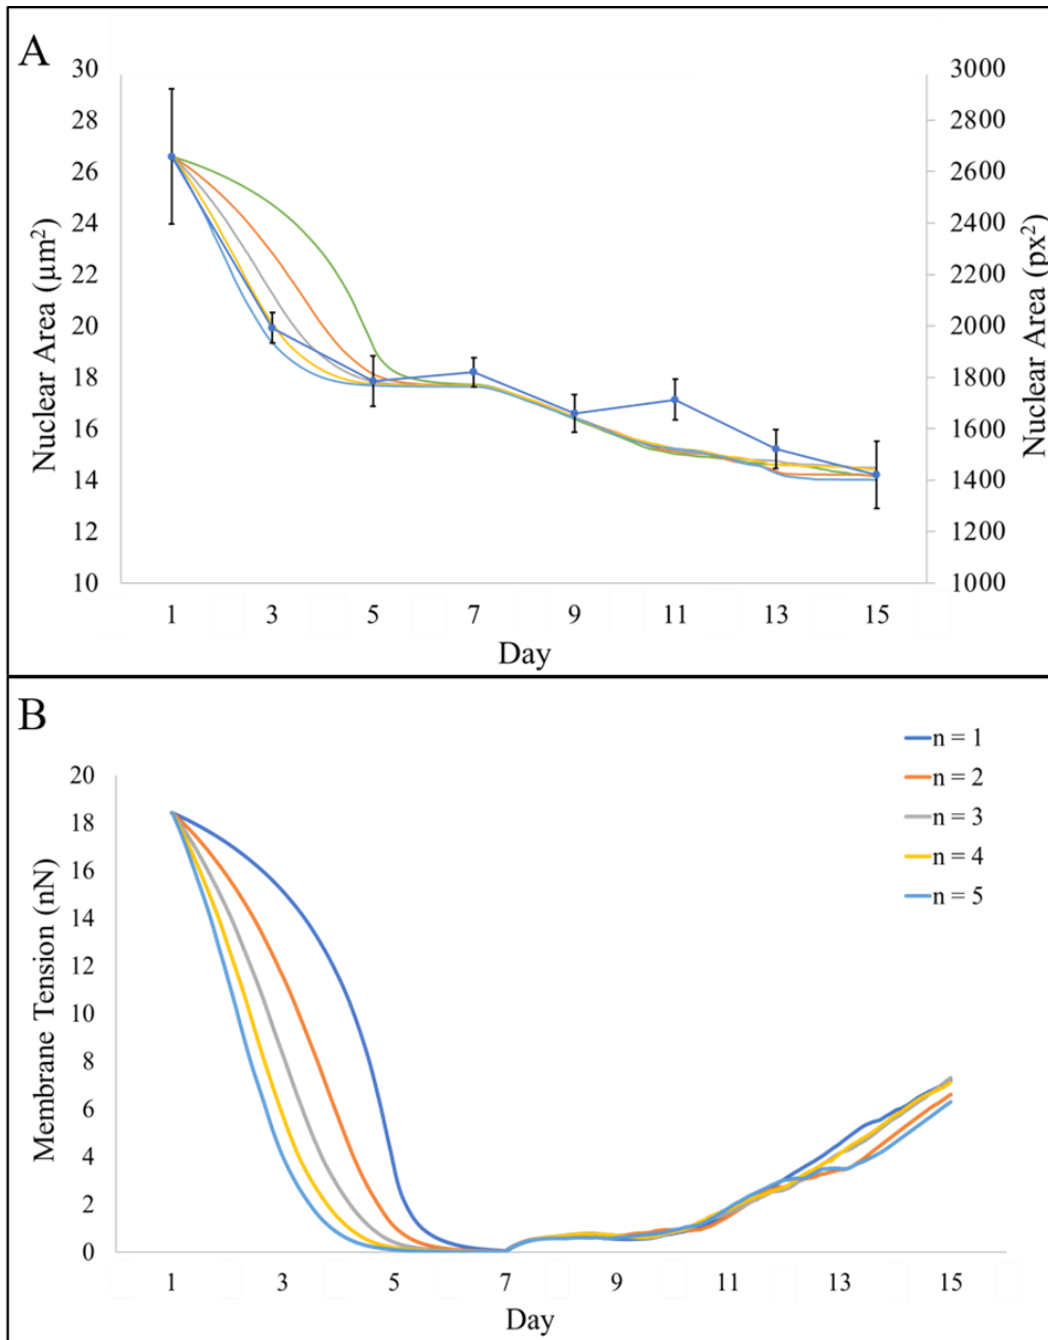 A
30
28
26
24
22
20
18
16
14
12
10
Nuclear Area (µm²)
3000
2800
2600
2400
2200
2000
1800
1600
1400
1200
1000
Nuclear Area (px²)
1 3 5 7 9 11 13 15
Day
B
n = 1
n = 2
n = 3
n = 4
n = 5
20
18
16
14
12
10
8
6
4
2
0
Membrane Tension (nN)
1 3 5 7 9 11 13 15
Day